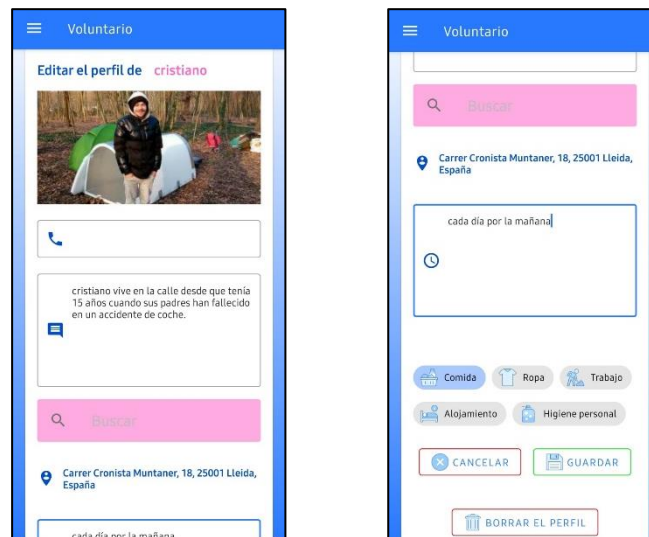 Voluntario
Editar el perfil de cristiano
cristiano vive en la calle desde que tenía
15 años cuando sus padres han fallecido
en un accidente de coche.
Buscar
Carrer Cronista Muntaner, 18, 25001 Lleida,
España
cada día por la mañana
Voluntario
Buscar
Carrer Cronista Muntaner, 18, 25001 Lleida,
España
cada día por la mañana
Comida Ropa Trabajo
Alojamiento Higiene personal
CANCELAR GUARDAR
BORRAR EL PERFIL